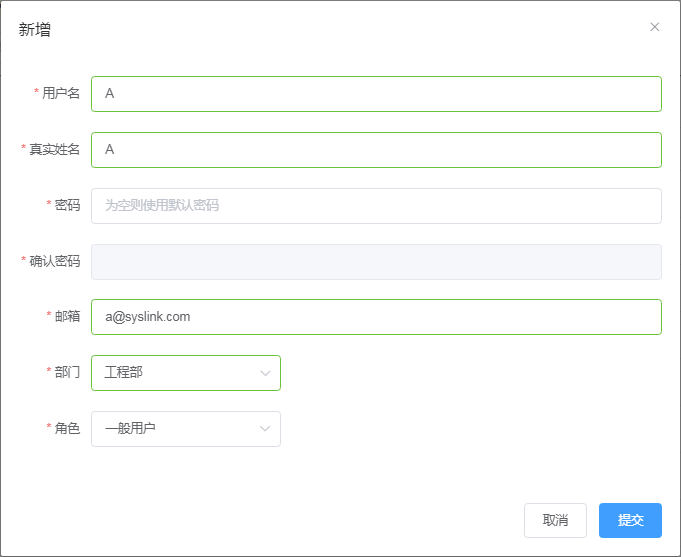 新增
* 用户名 A
* 真实姓名 A
* 密码 为空则使用默认密码
* 确认密码
* 邮箱 a@syslink.com
* 部门 工程部
* 角色 一般用户
取消 提交